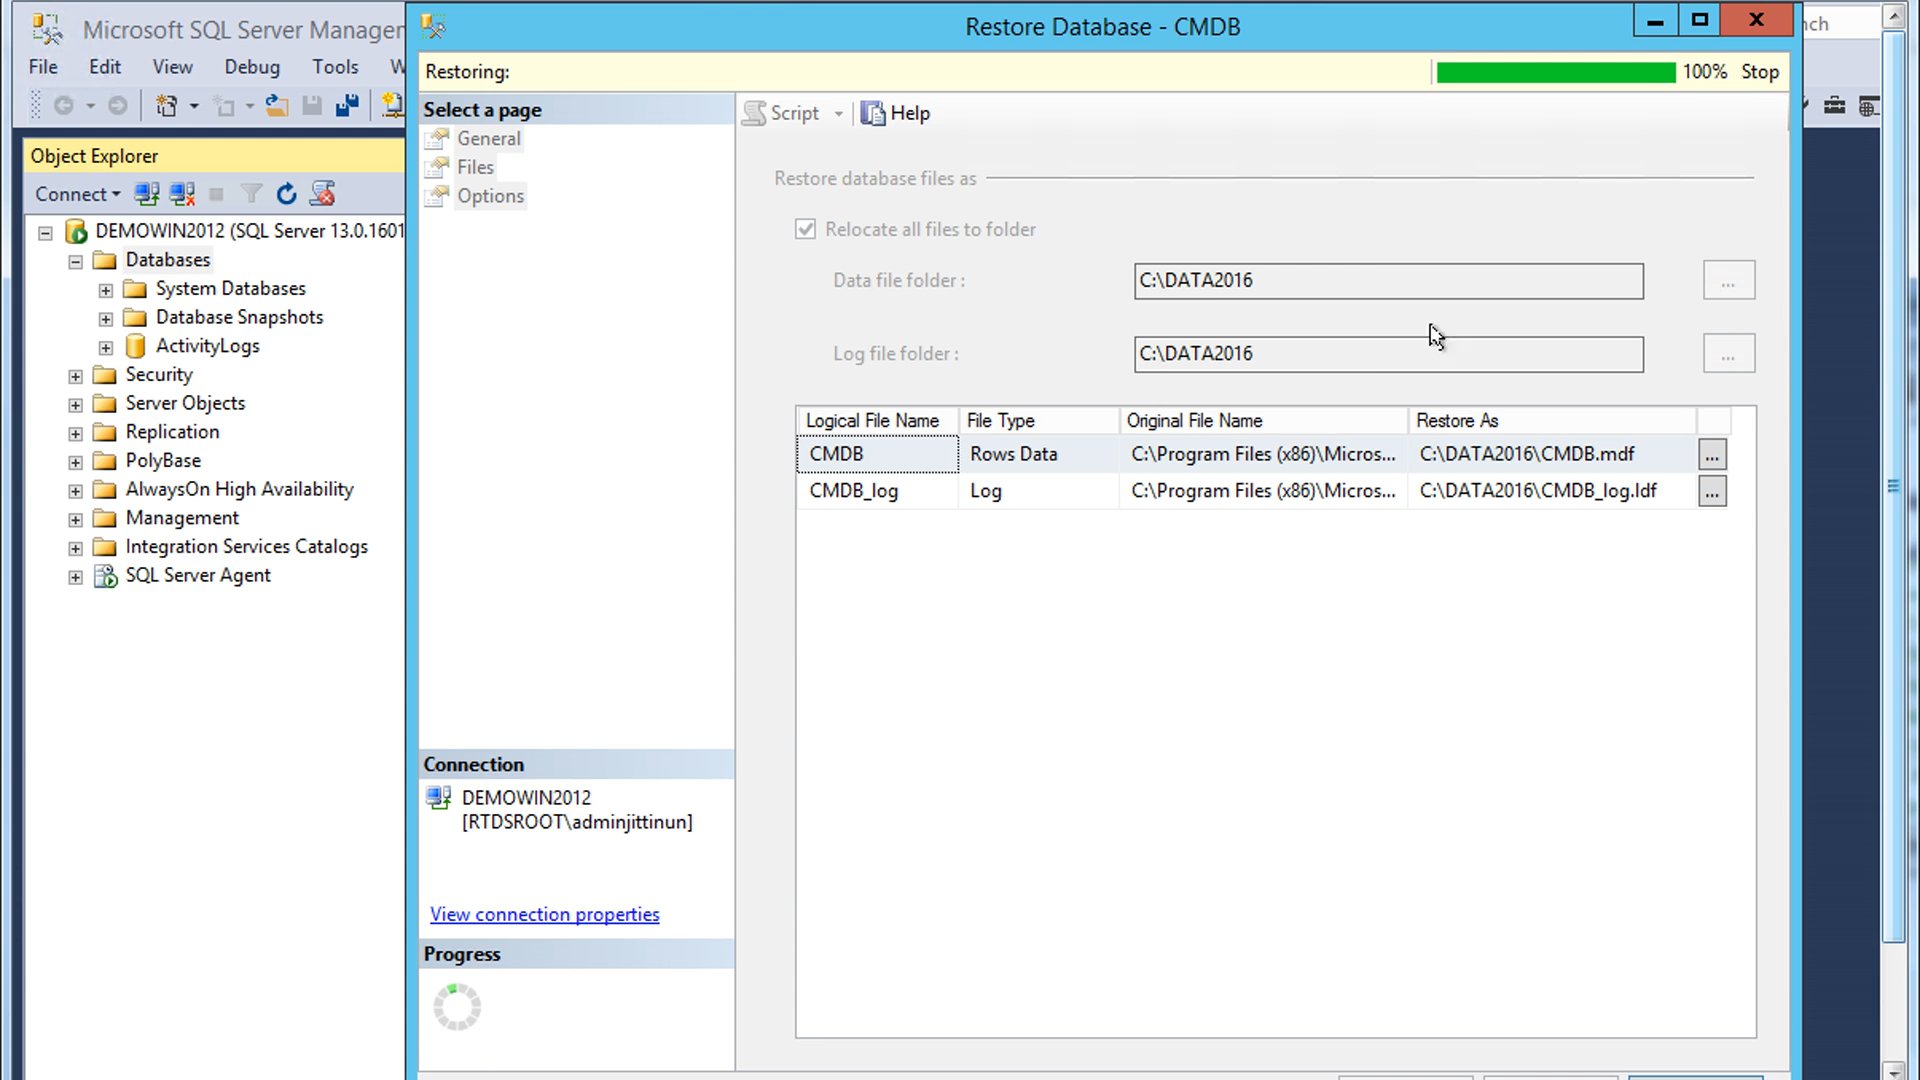 Microsoft SQL Server Manager
File Edit View Debug Tools
Restore Database - CMDB
Restoring:
100% Stop
Object Explorer
Connect
DEMOWIN2012 (SQL Server 13.0.1601
Databases
System Databases
Database Snapshots
ActivityLogs
Security
Server Objects
Replication
PolyBase
AlwaysOn High Availability
Management
Integration Services Catalogs
SQL Server Agent
Select a page
General
Files
Options
Connection
DEMOWIN2012
[RTDSROOT\adminjittinun]
View connection properties
Progress
Script Help
Restore database files as
Relocate all files to folder
Data file folder : C:\DATA2016 ...
Log file folder : C:\DATA2016 ...
Logical File Name File Type Original File Name Restore As
CMDB Rows Data C:\Program Files (x86)\Micros... C:\DATA2016\CMDB.mdf ...
CMDB_log Log C:\Program Files (x86)\Micros... C:\DATA2016\CMDB_log.ldf ...